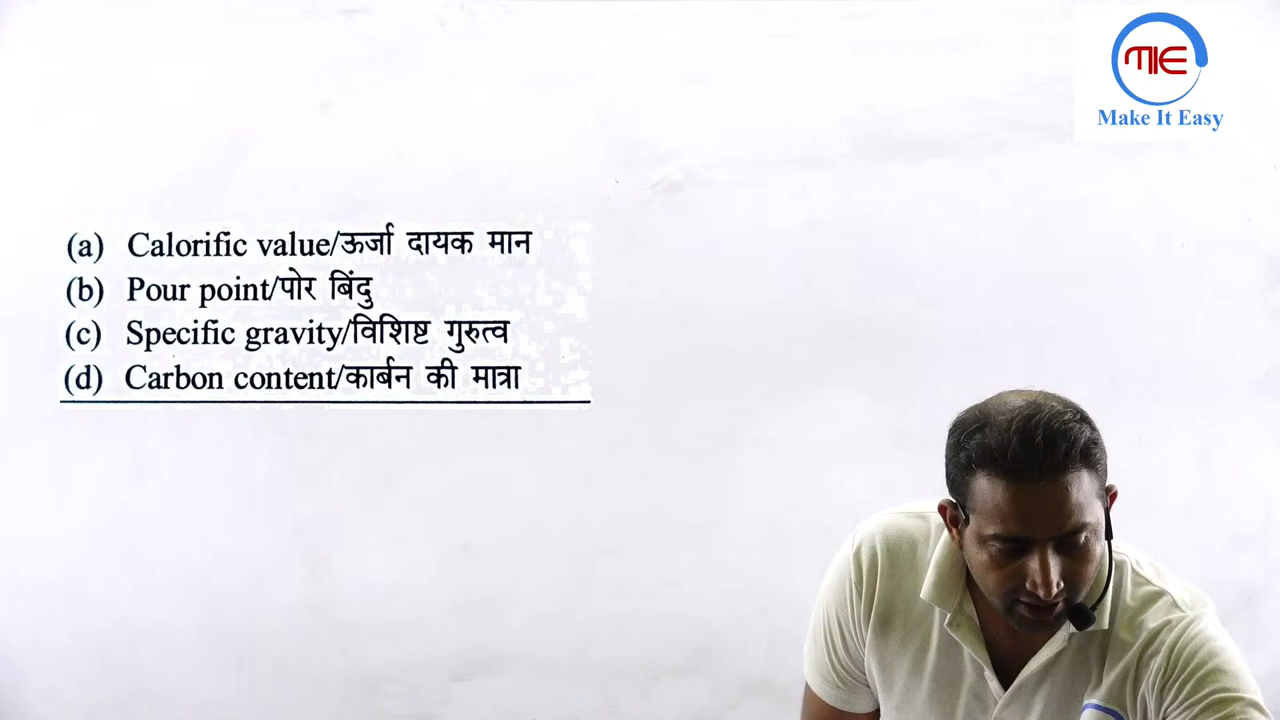 MIE
Make It Easy
(a) Calorific value/ऊर्जा दायक मान
(b) Pour point/पोर बिंदु
(c) Specific gravity/विशिष्ट गुरुत्व
(d) Carbon content/कार्बन की मात्रा